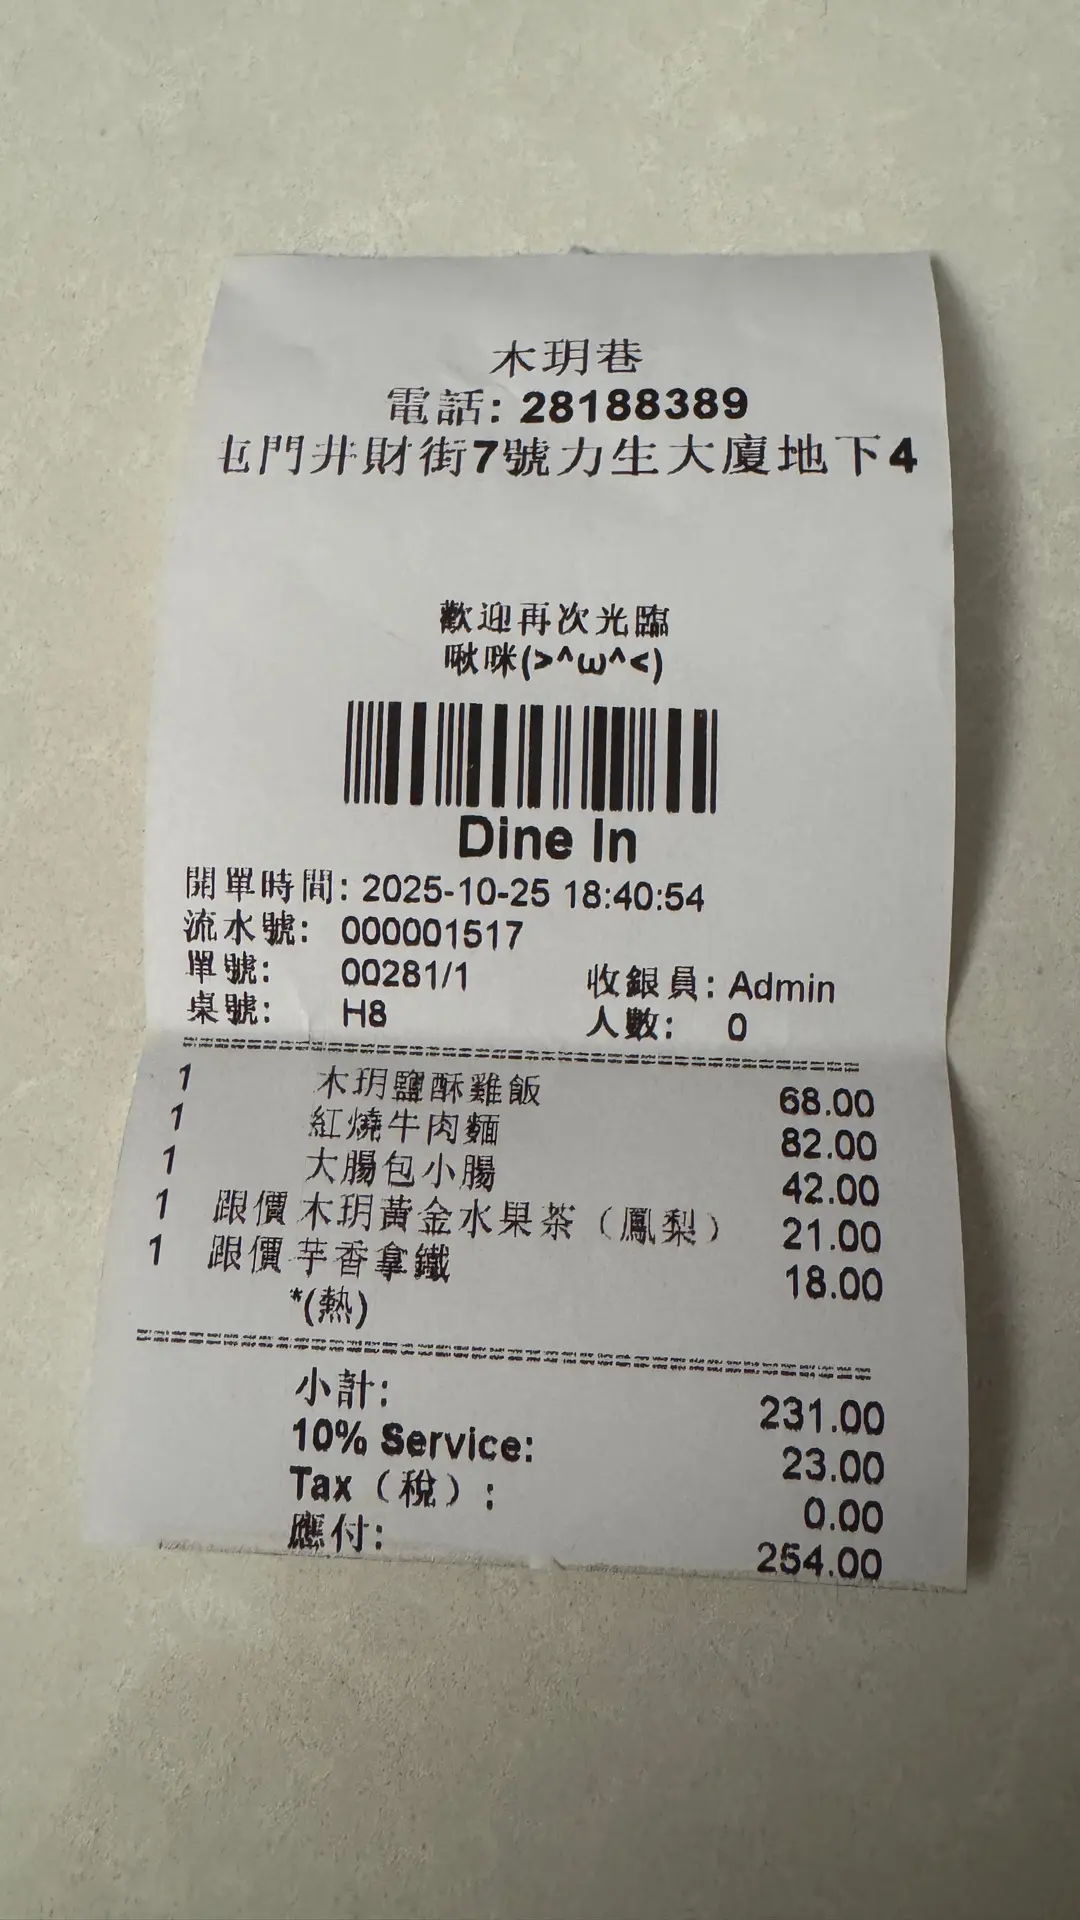 木玥巷
電話: 28188389
屯門井財街7號力生大廈地下4
歡迎再次光臨
啾咪(>^ω^<)
Dine In
開單時間: 2025-10-25 18:40:54
流水號: 000001517
單號: 00281/1 收銀員: Admin
桌號: H8 人數: 0
1 木玥鹽酥雞飯 68.00
1 紅燒牛肉麵 82.00
1 大腸包小腸 42.00
1 跟價 木玥黃金水果茶（鳳梨） 21.00
1 跟價 芋香拿鐵 18.00
*(熱)
小計: 231.00
10% Service: 23.00
Tax（稅）: 0.00
應付: 254.00